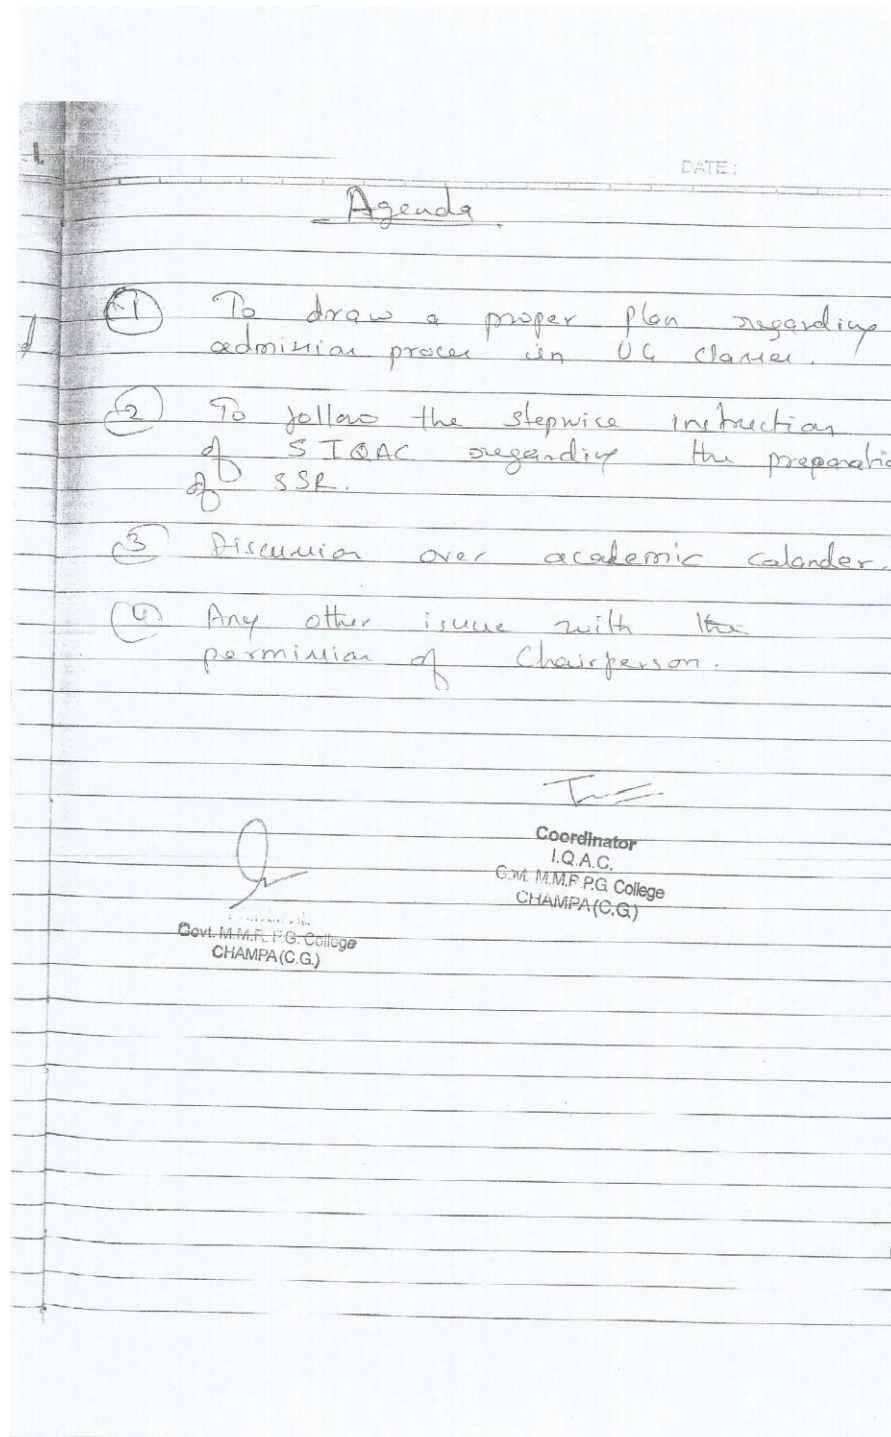 DATE :
Agenda
1 To draw a proper plan regarding
admission process in UG classes.
2 To follow the stepwise instruction
of SIQAC regarding the preparatio
of SSR.
3 Discussion over academic calander.
4 Any other issue with the
permission of Chairperson.
Coordinator
I.Q.A.C.
Govt. M.M.R. P.G. College
CHAMPA (C.G.)
Govt. M.M.R. P.G. College
CHAMPA (C.G.)